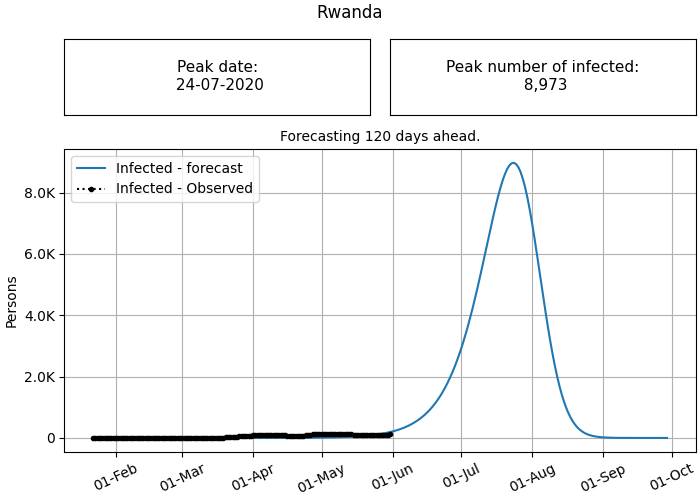 Rwanda
Peak date:
24-07-2020
Peak number of infected:
8,973
Forecasting 120 days ahead.
Infected - forecast
Infected - Observed
8.0K
6.0K
4.0K
2.0K
0
Persons
01-Feb
01-Mar
01-Apr
01-May
01-Jun
01-Jul
01-Aug
01-Sep
01-Oct